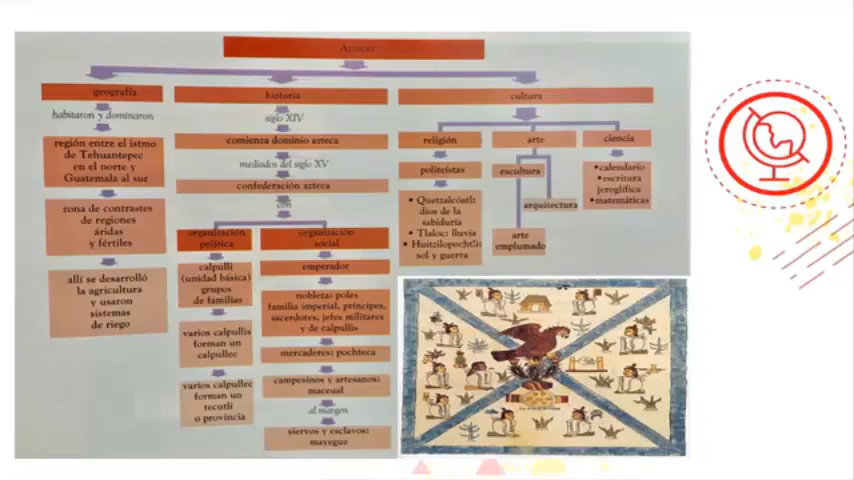 Aztecas
geografía
habitaron y dominaron
región entre el istmo
de Tehuantepec
en el norte y
Guatemala al sur
zona de contrastes
de regiones
áridas
y fértiles
allí se desarrolló
la agricultura
y usaron
sistemas
de riego
historia
siglo XIV
comienza dominio azteca
mediados del siglo XV
confederación azteca
con
organización
política
calpulli
(unidad básica)
grupos
de familias
varios calpullis
forman un
calpullec
varios calpullec
forman un
tecutli
o provincia
organización
social
emperador
nobleza: poles
familia imperial, príncipes,
sacerdotes, jefes militares
y de calpullis
mercaderes: pochteca
campesinos y artesanos:
maceual
al margen
siervos y esclavos:
mayeque
cultura
religión
politeístas
• Quetzalcóatl:
dios de la
sabiduría
• Tlaloc: lluvia
• Huitzilopochtli:
sol y guerra
arte
escultura
arquitectura
arte
emplumado
ciencia
•calendario
•escritura
jeroglífica
•matemáticas